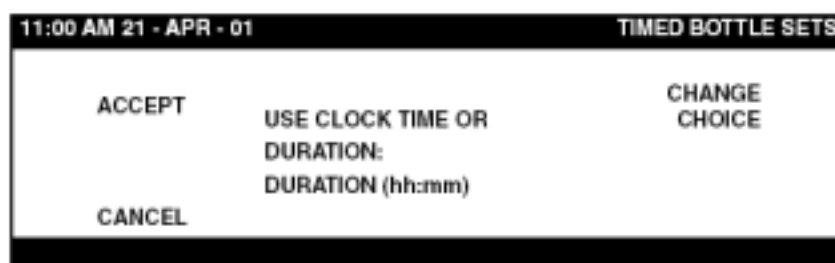 11:00 AM 21 - APR - 01 TIMED BOTTLE SETS
ACCEPT
CHANGE
CHOICE
USE CLOCK TIME OR
DURATION:
DURATION (hh:mm)
CANCEL